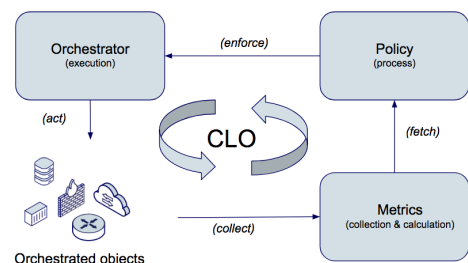 Orchestrator
(execution)
(enforce)
Policy
(process)
(act)
CLO
(fetch)
(collect)
Metrics
(collection & calculation)
Orchestrated objects